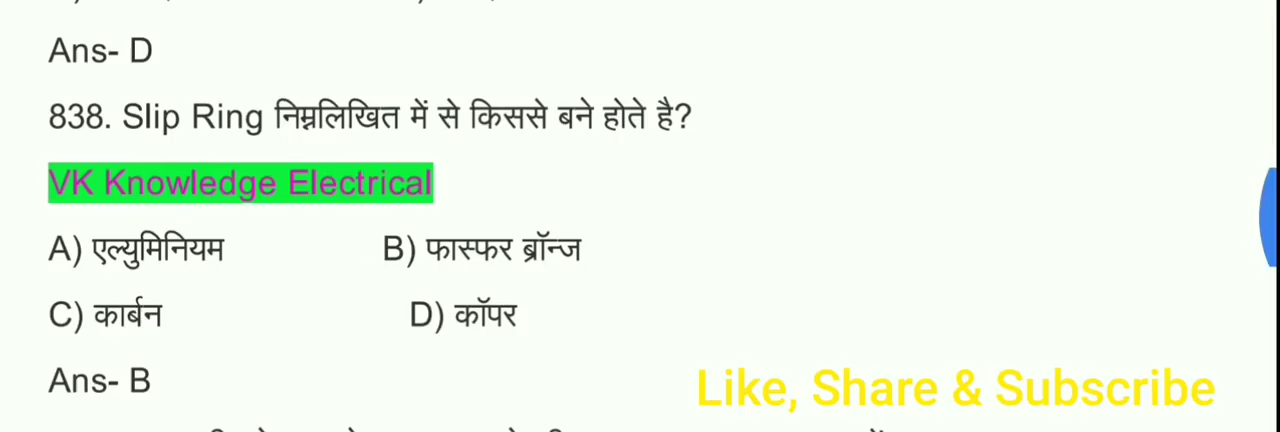 Ans- D
838. Slip Ring निम्नलिखित में से किससे बने होते है?
VK Knowledge Electrical
A) एल्युमिनियम B) फास्फर ब्रॉन्ज
C) कार्बन D) कॉपर
Ans- B
Like, Share & Subscribe